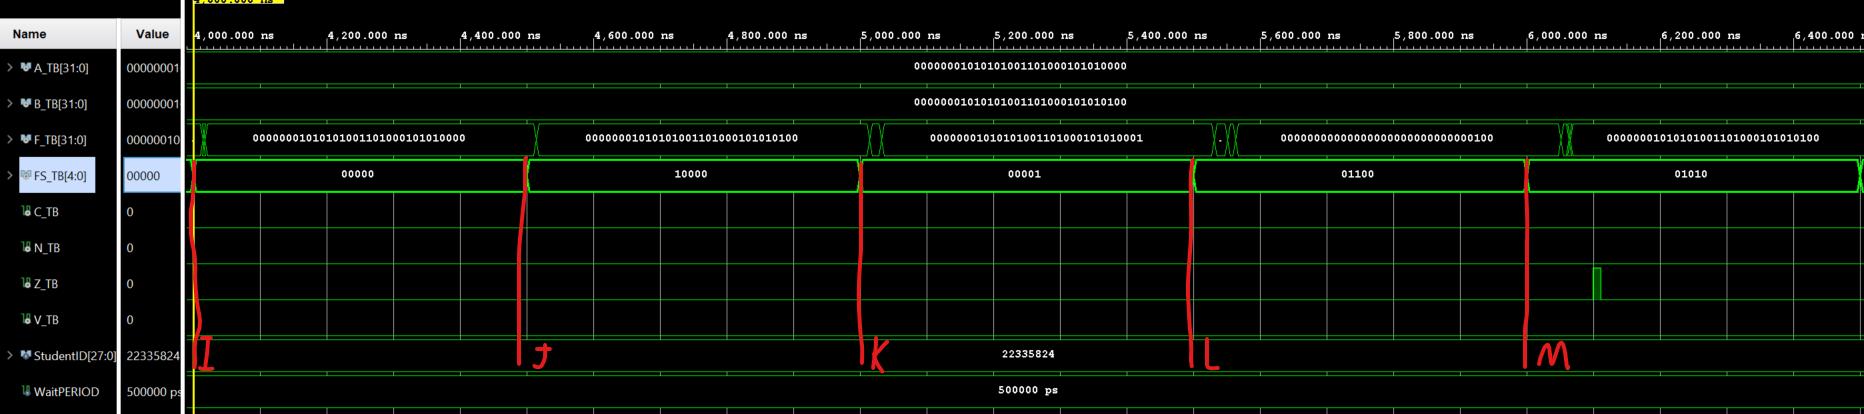 4,000.000 ns
Name Value
4,000.000 ns 4,200.000 ns 4,400.000 ns 4,600.000 ns 4,800.000 ns 5,000.000 ns 5,200.000 ns 5,400.000 ns 5,600.000 ns 5,800.000 ns 6,000.000 ns 6,200.000 ns 6,400.000
A_TB[31:0] 00000001 00000001010101001101000101010000
B_TB[31:0] 00000001 00000001010101001101000101010100
F_TB[31:0] 00000010 00000001010101001101000101010000 00000001010101001101000101010100 00000001010101001101000101010001 00000000000000000000000000000100 00000001010101001101000101010100
FS_TB[4:0] 00000 00000 10000 00001 01100 01010
C_TB 0
N_TB 0
Z_TB 0
V_TB 0
StudentID[27:0] 22335824 22335824
I J K L M
WaitPERIOD 500000 ps 500000 ps